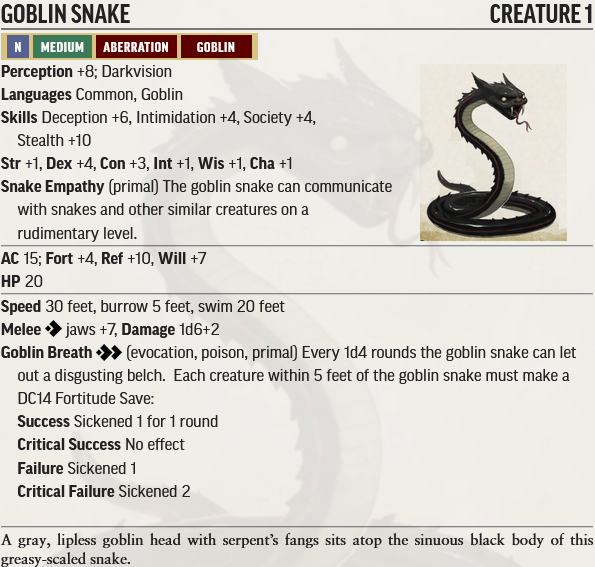 GOBLIN SNAKE CREATURE 1
N MEDIUM ABERRATION GOBLIN
Perception +8; Darkvision
Languages Common, Goblin
Skills Deception +6, Intimidation +4, Society +4,
Stealth +10
Str +1, Dex +4, Con +3, Int +1, Wis +1, Cha +1
Snake Empathy (primal) The goblin snake can communicate
with snakes and other similar creatures on a
rudimentary level.
AC 15; Fort +4, Ref +10, Will +7
HP 20
Speed 30 feet, burrow 5 feet, swim 20 feet
Melee jaws +7, Damage 1d6+2
Goblin Breath (evocation, poison, primal) Every 1d4 rounds the goblin snake can let
out a disgusting belch. Each creature within 5 feet of the goblin snake must make a
DC14 Fortitude Save:
Success Sickened 1 for 1 round
Critical Success No effect
Failure Sickened 1
Critical Failure Sickened 2
A gray, lipless goblin head with serpent's fangs sits atop the sinuous black body of this
greasy-scaled snake.